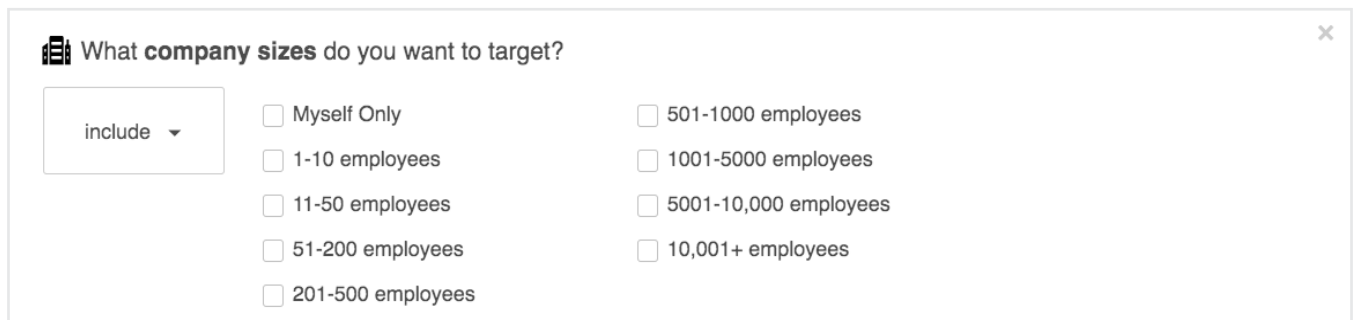 What company sizes do you want to target?
include
Myself Only
1-10 employees
11-50 employees
51-200 employees
201-500 employees
501-1000 employees
1001-5000 employees
5001-10,000 employees
10,001+ employees